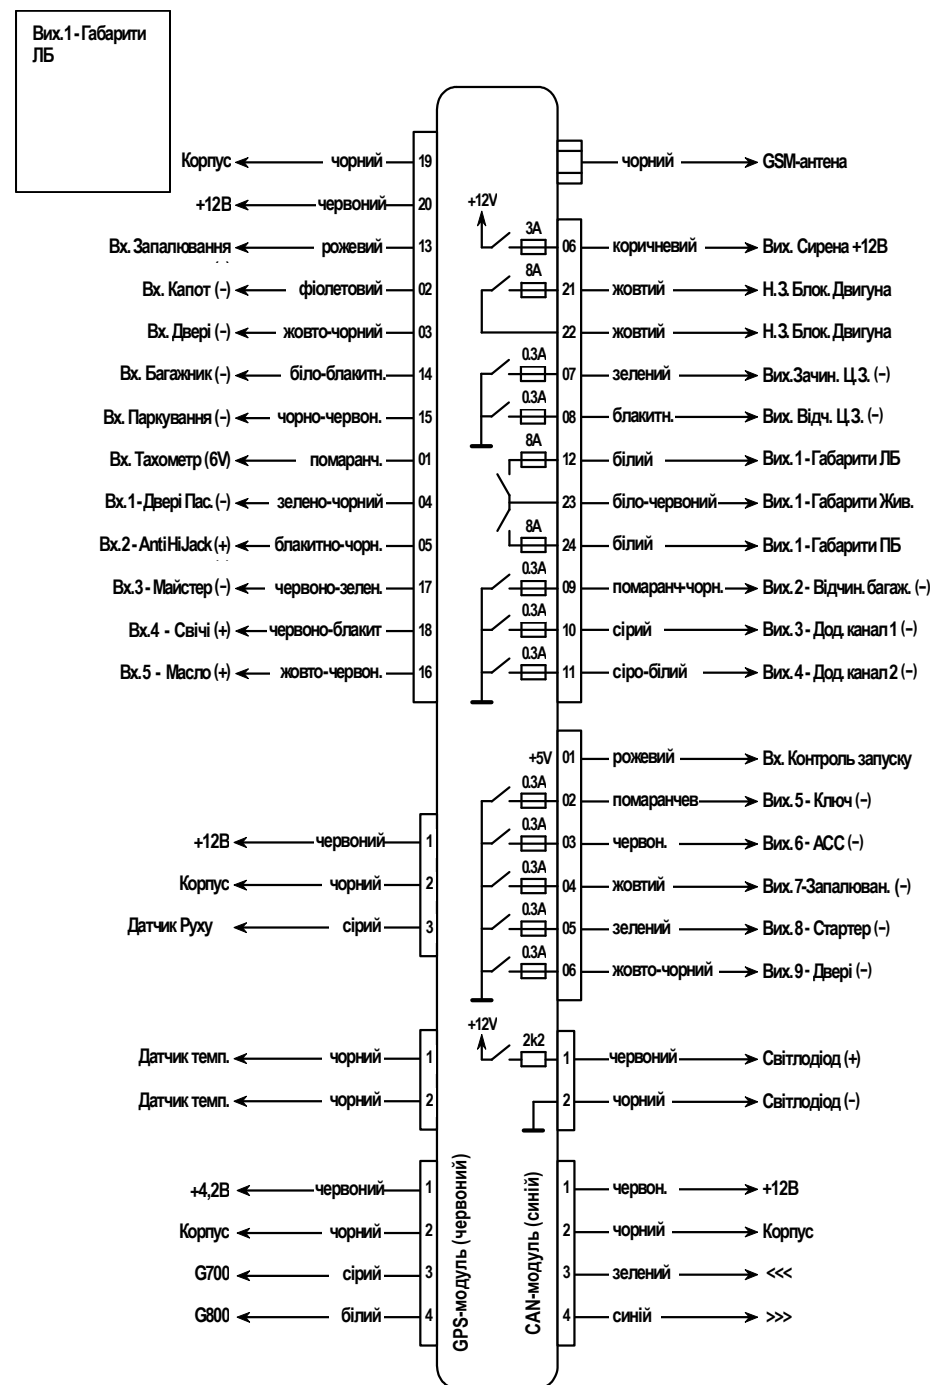 Вих.1 - Габарити
ЛБ
Корпус чорний 19
+12В червоний 20
Вх. Запалювання рожевий 13
Вх. Капот (−) фіолетовий 02
Вх. Двері (−) жовто-чорний 03
Вх. Багажник (−) біло-блакитн. 14
Вх. Паркування (−) чорно-червон. 15
Вх. Тахометр (6V) помаранч. 01
Вх.1 - Двері Пас. (−) зелено-чорний 04
Вх.2 - AntiHiJack (+) блакитно-чорн. 05
Вх.3 - Майстер (−) червоно-зелен. 17
Вх.4 - Свічі (+) червоно-блакит 18
Вх.5 - Масло (+) жовто-червон. 16
чорний GSM-антена
+12V
3A 06 коричневий Вих. Сирена +12В
8A 21 жовтий Н.З. Блок. Двигуна
22 жовтий Н.З. Блок. Двигуна
0.3A 07 зелений Вих.Зачин. Ц.З. (−)
0.3A 08 блакитн. Вих. Відч. Ц.З. (−)
8A 12 білий Вих.1 - Габарити ЛБ
23 біло-червоний Вих.1 - Габарити Жив.
8A 24 білий Вих.1 - Габарити ПБ
0.3A 09 помаранч-чорн. Вих.2 - Відчин. багаж. (−)
0.3A 10 сірий Вих.3 - Дод. канал 1 (−)
0.3A 11 сіро-білий Вих.4 - Дод. канал 2 (−)
+5V 01 рожевий Вх. Контроль запуску
0.3A 02 помаранчев Вих.5 - Ключ (−)
0.3A 03 червон. Вих.6 - ACC (−)
0.3A 04 жовтий Вих.7-Запалюван. (−)
0.3A 05 зелений Вих.8 - Стартер (−)
0.3A 06 жовто-чорний Вих.9 - Двері (−)
+12В червоний 1
Корпус чорний 2
Датчик Руху сірий 3
+12V
2k2 1 червоний Світлодіод (+)
2 чорний Світлодіод (−)
Датчик темп. чорний 1
Датчик темп. чорний 2
+4,2В червоний 1
Корпус чорний 2
G700 сірий 3
G800 білий 4
GPS-модуль (червоний)
CAN-модуль (синій)
1 червон. +12В
2 чорний Корпус
3 зелений <<<
4 синій >>>